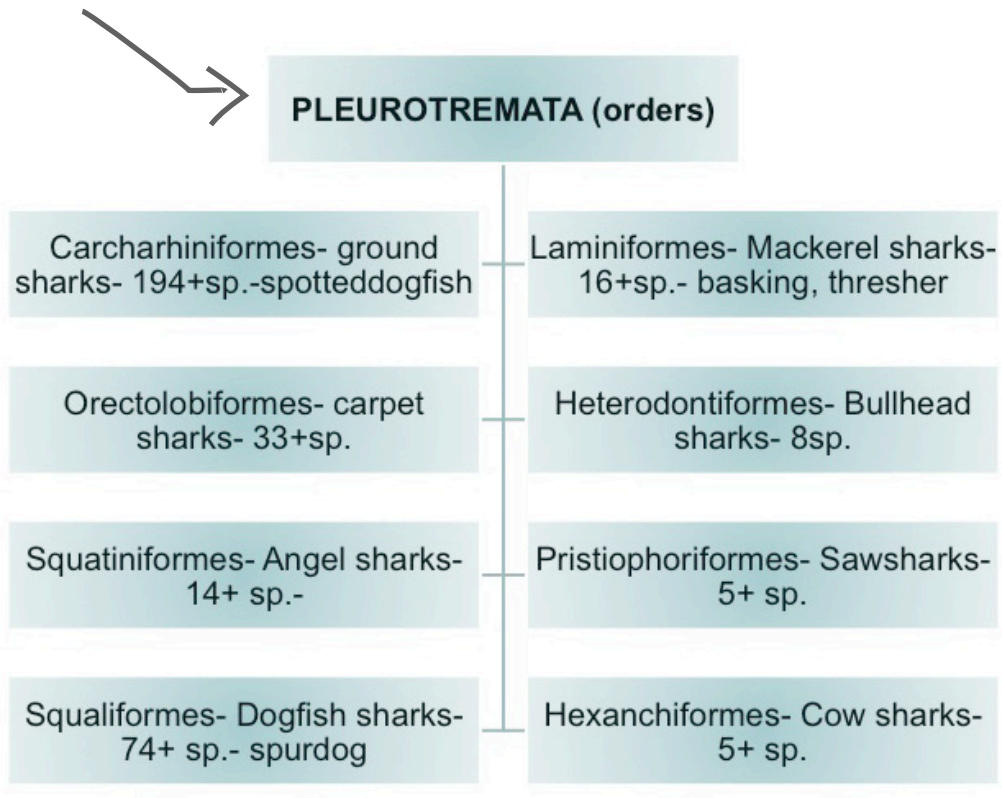 PLEUROTREMATA (orders)
Carcharhiniformes- ground
sharks- 194+sp.-spotteddogfish
Laminiformes- Mackerel sharks-
16+sp.- basking, thresher
Orectolobiformes- carpet
sharks- 33+sp.
Heterodontiformes- Bullhead
sharks- 8sp.
Squatiniformes- Angel sharks-
14+ sp.-
Pristiophoriformes- Sawsharks-
5+ sp.
Squaliformes- Dogfish sharks-
74+ sp.- spurdog
Hexanchiformes- Cow sharks-
5+ sp.